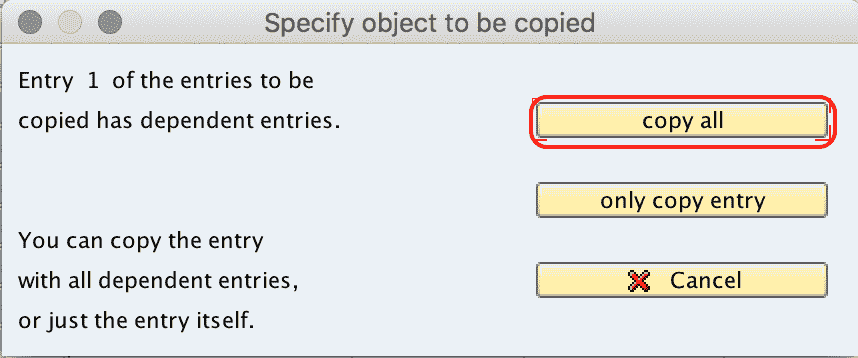 Specify object to be copied
Entry 1 of the entries to be
copied has dependent entries.
copy all
only copy entry
You can copy the entry
with all dependent entries,
or just the entry itself.
Cancel